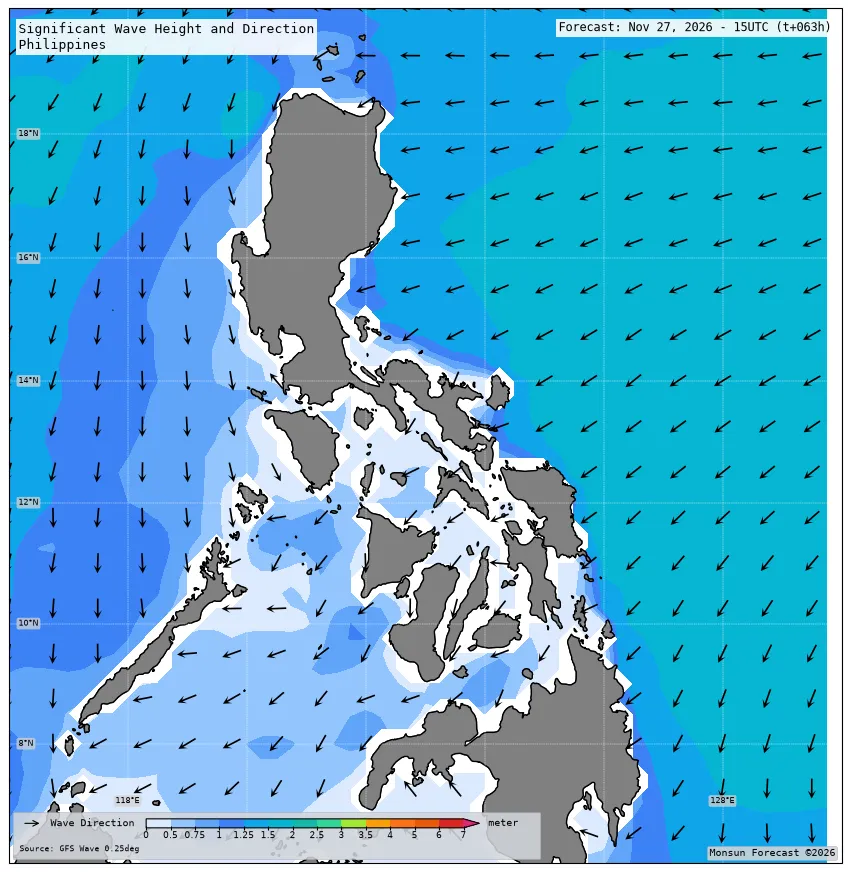 Significant Wave Height and Direction
Philippines
Forecast: Nov 27, 2026 - 15UTC (t+063h)
18°N
16°N
14°N
12°N
10°N
8°N
118°E
128°E
Wave Direction
0 0.5 0.75 1 1.25 1.5 2 2.5 3 3.5 4 5 6 7
meter
Source: GFS Wave 0.25deg
Monsun Forecast ©2026